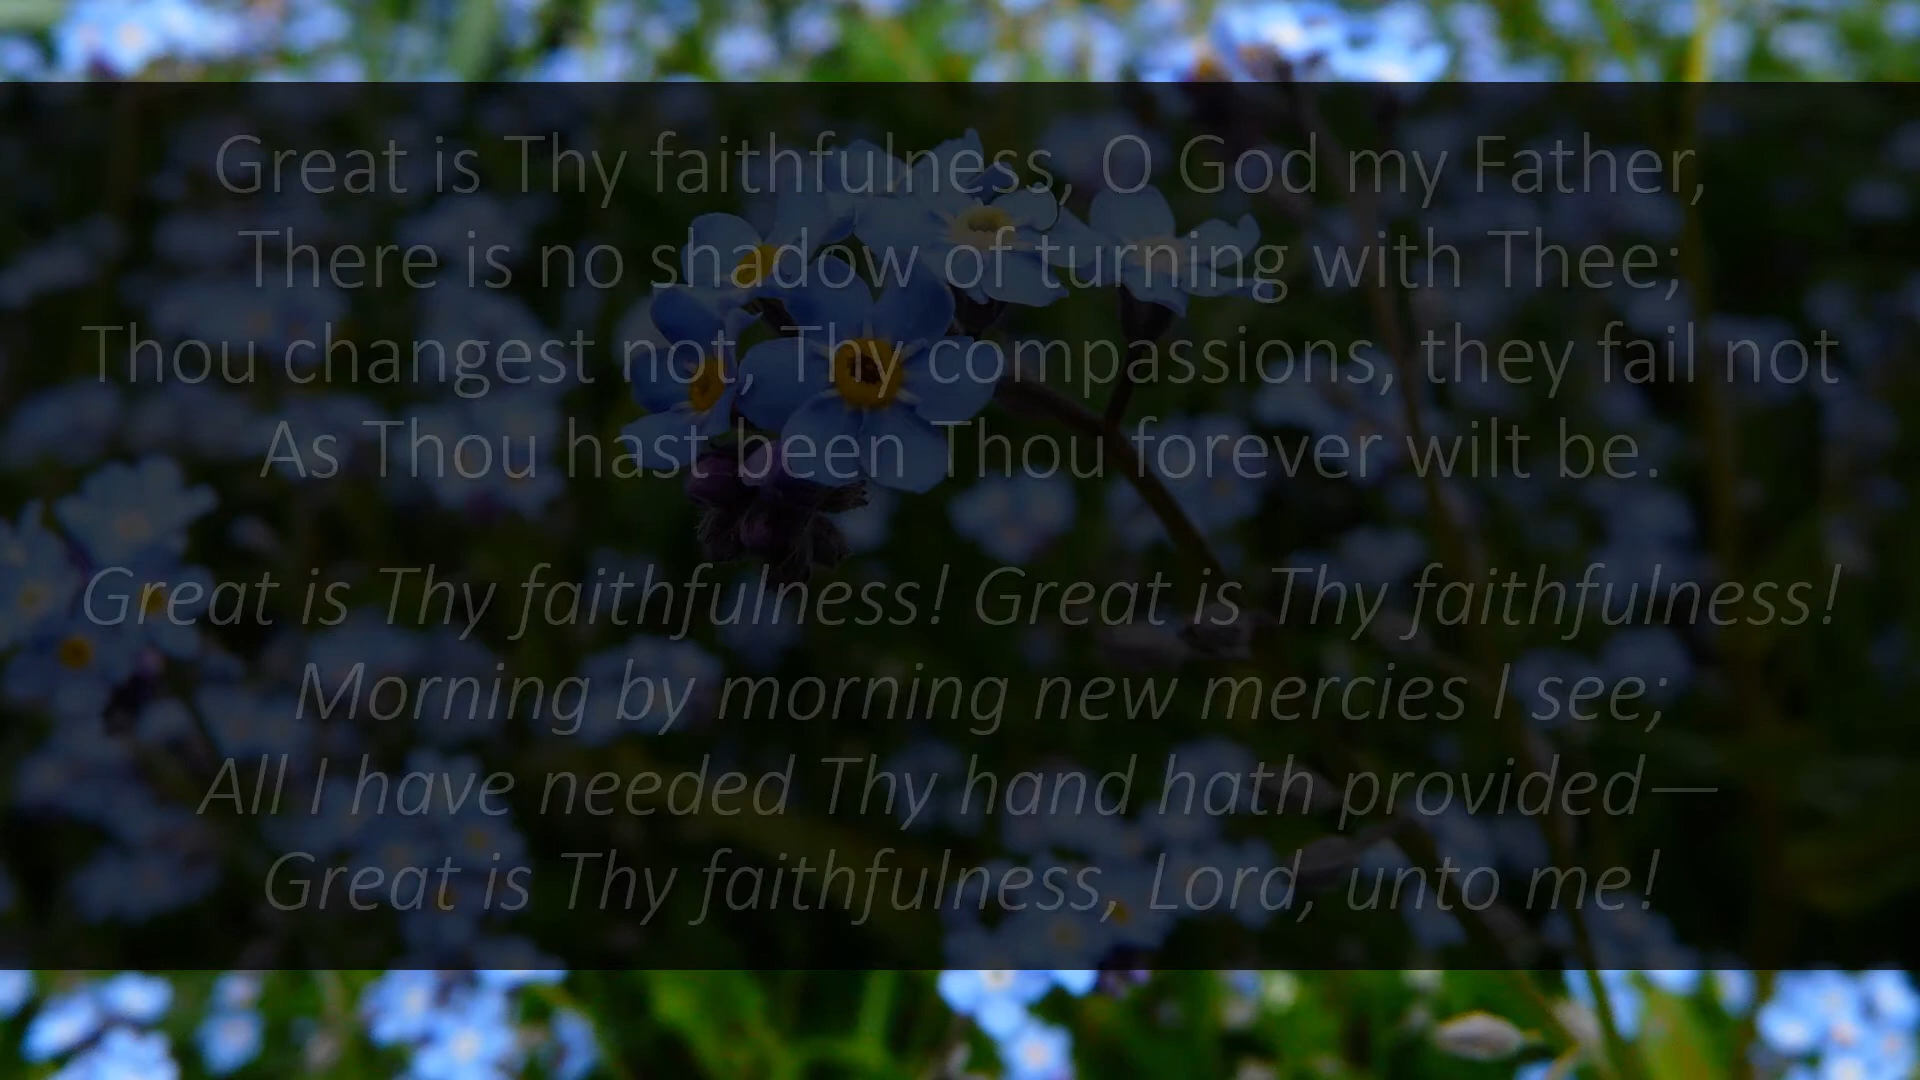 Great is Thy faithfulness, O God my Father,
There is no shadow of turning with Thee;
Thou changest not, Thy compassions, they fail not
As Thou hast been Thou forever wilt be.
Great is Thy faithfulness! Great is Thy faithfulness!
Morning by morning new mercies I see;
All I have needed Thy hand hath provided—
Great is Thy faithfulness, Lord, unto me!